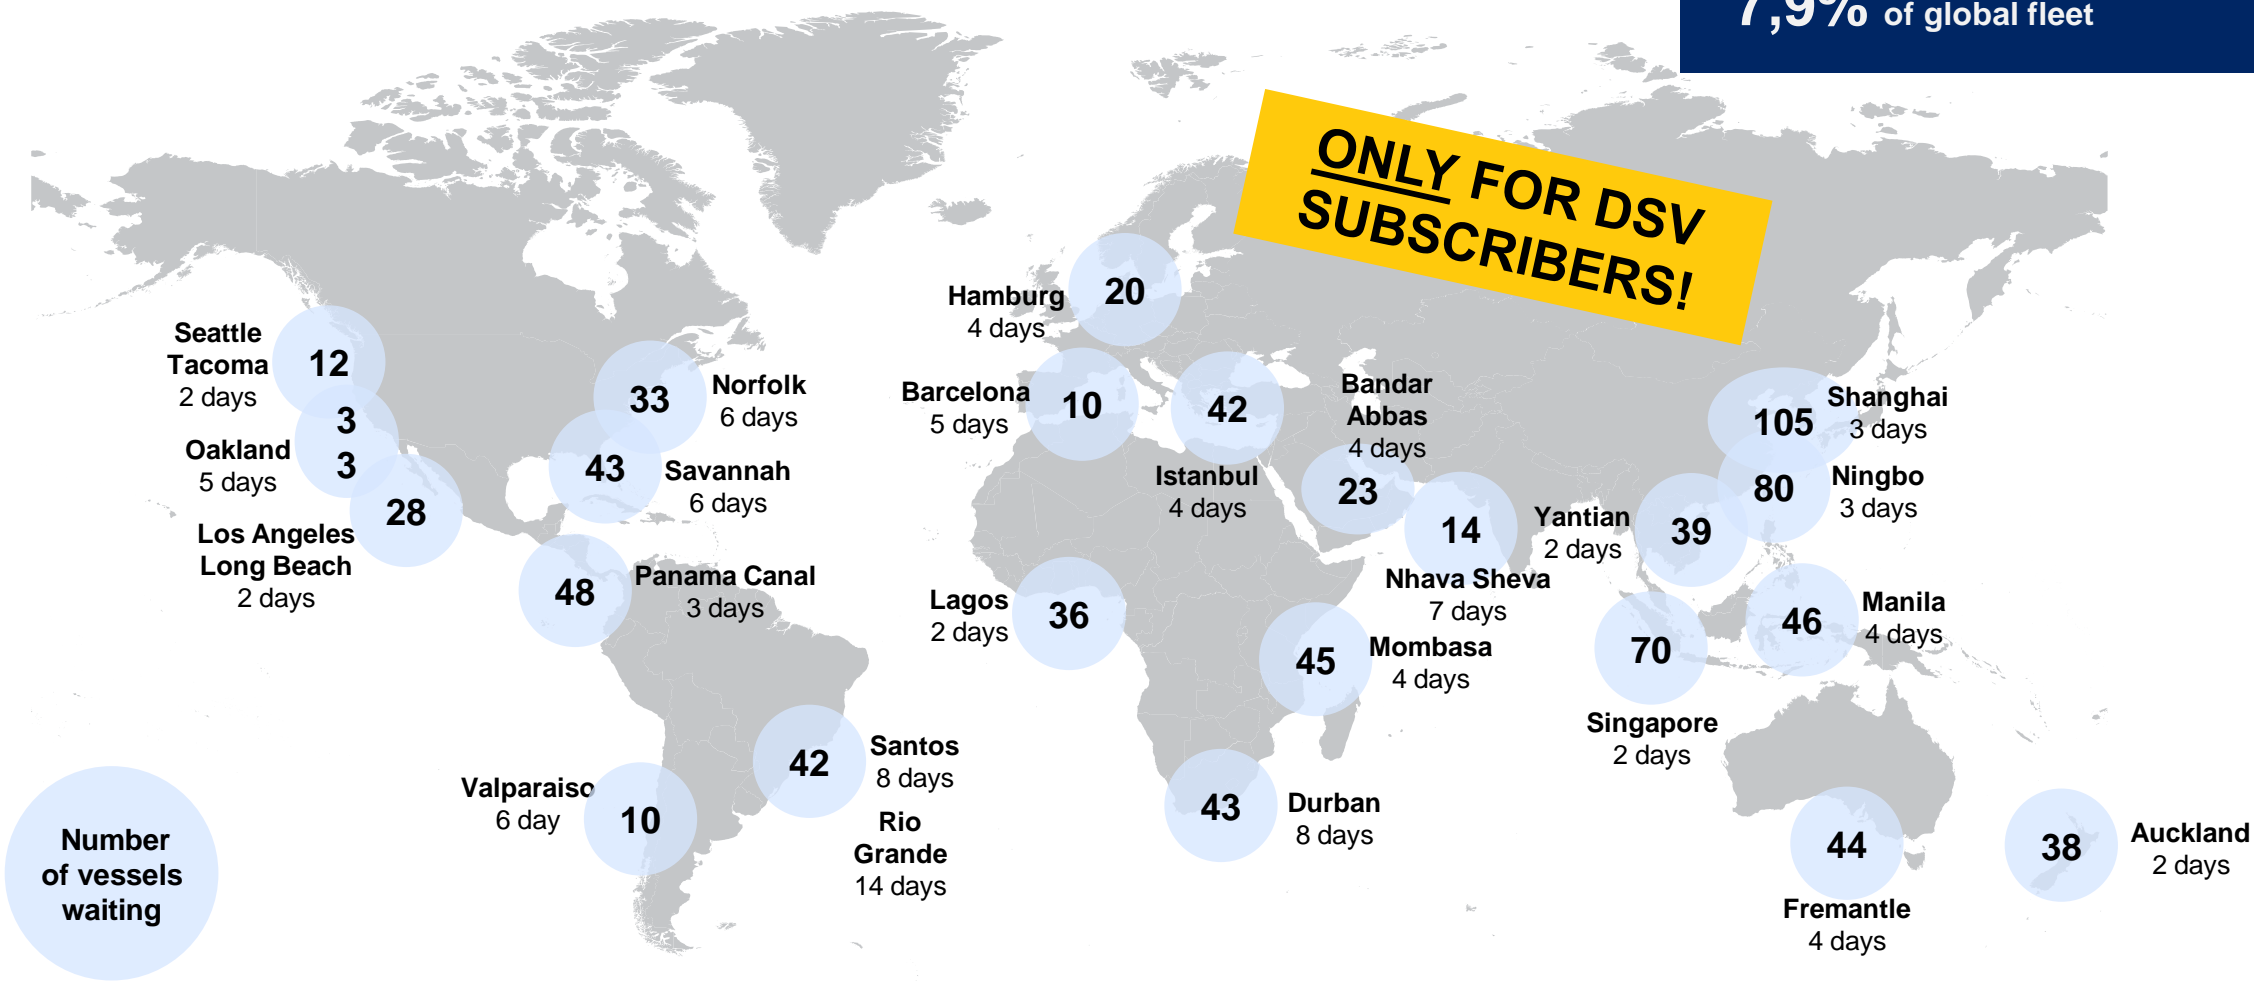 7,9% of global fleet
ONLY FOR DSV
SUBSCRIBERS!
Hamburg
4 days
20
Seattle
Tacoma
2 days
12
3
Oakland
5 days
3
Los Angeles
Long Beach
2 days
28
33
Norfolk
6 days
43
Savannah
6 days
48
Panama Canal
3 days
Barcelona
5 days
10
42
Istanbul
4 days
Bandar
Abbas
4 days
23
14
Nhava Sheva
7 days
Yantian
2 days
39
105
Shanghai
3 days
80
Ningbo
3 days
46
Manila
4 days
70
Singapore
2 days
Lagos
2 days
36
45
Mombasa
4 days
Valparaiso
6 day
10
42
Santos
8 days
Rio
Grande
14 days
43
Durban
8 days
44
Fremantle
4 days
38
Auckland
2 days
Number
of vessels
waiting